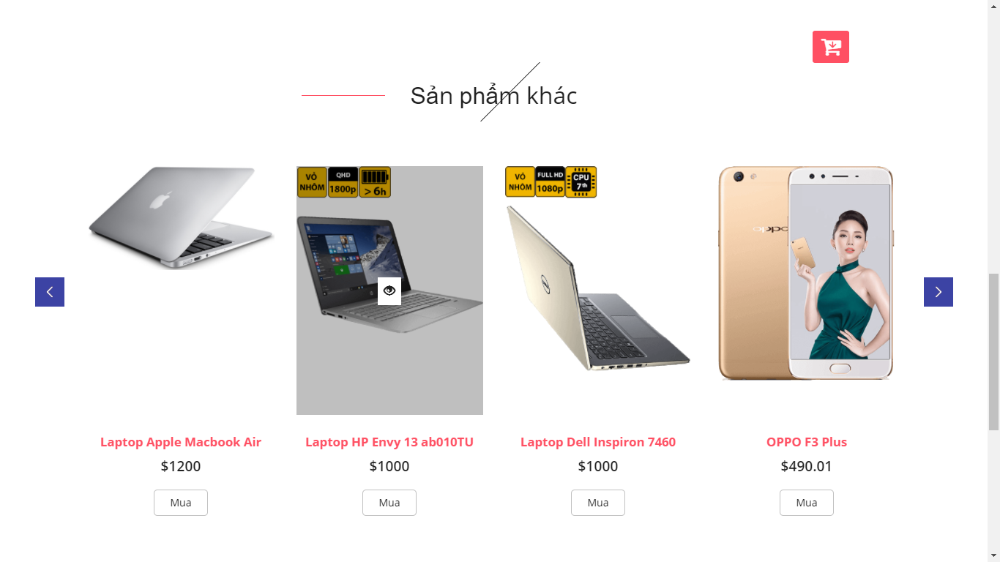 Sản phẩm khác
VỎ NHÔM
QHD 1800p
> 6h
VỎ NHÔM
FULL HD 1080p
CPU 7th
oppo
Laptop Apple Macbook Air
Laptop HP Envy 13 ab010TU
Laptop Dell Inspiron 7460
OPPO F3 Plus
$1200
$1000
$1000
$490.01
Mua
Mua
Mua
Mua